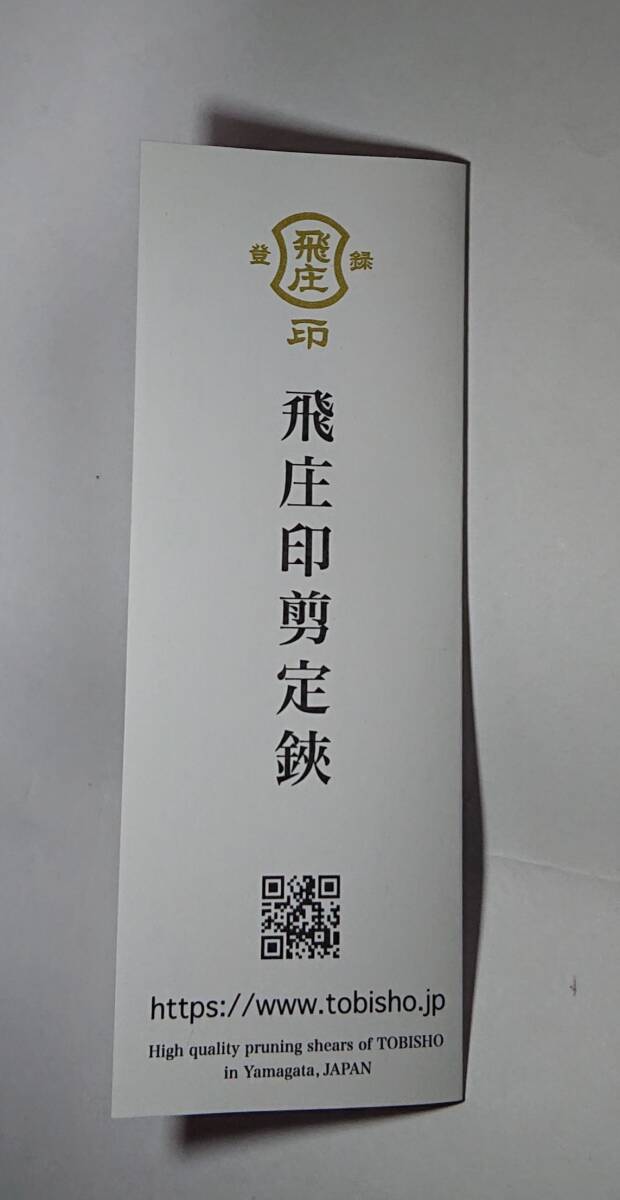 登 飛庄 録
印
飛庄印剪定鋏
https://www.tobisho.jp
High quality pruning shears of TOBISHO
in Yamagata, JAPAN